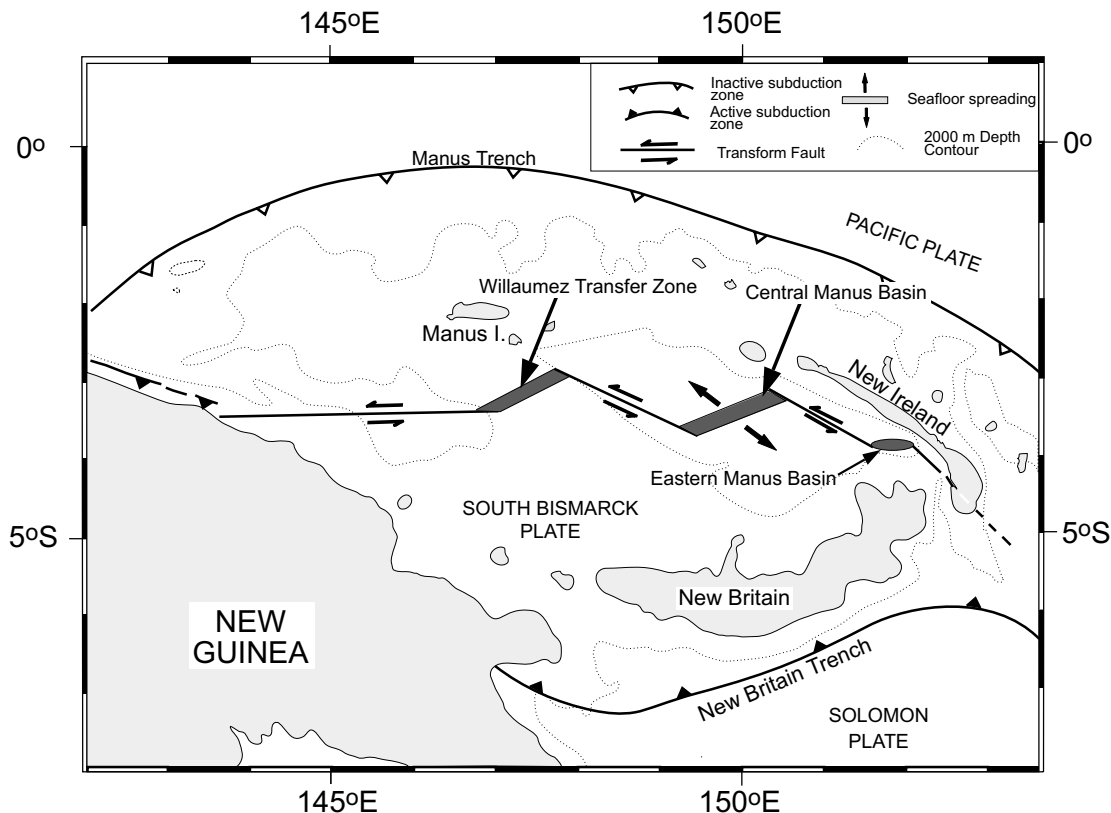 145ºE
150ºE
Inactive subduction
zone
Active subduction
zone
Transform Fault
Seafloor spreading
2000 m Depth
Contour
0º
0º
Manus Trench
PACIFIC PLATE
Willaumez Transfer Zone
Central Manus Basin
Manus I.
New Ireland
Eastern Manus Basin
SOUTH BISMARCK
PLATE
5ºS
5ºS
New Britain
NEW
GUINEA
New Britain Trench
SOLOMON
PLATE
145ºE
150ºE